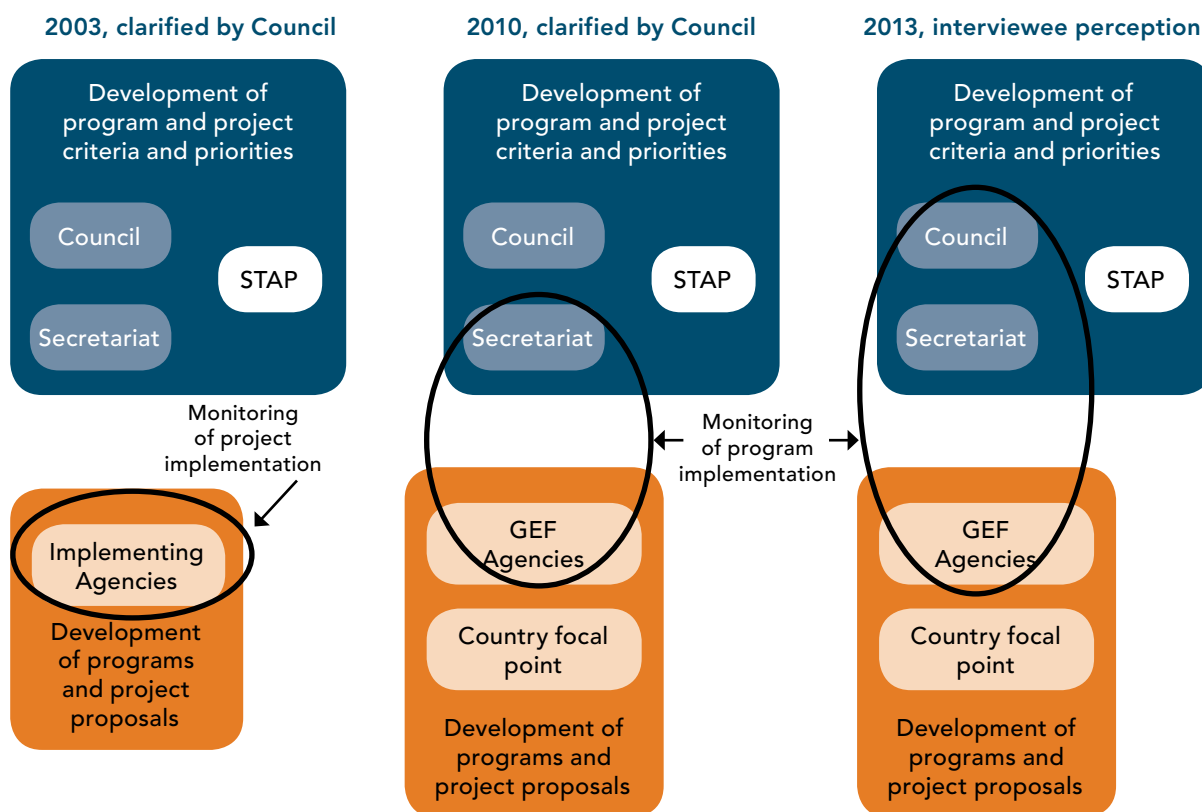 2003, clarified by Council
Development of
program and project
criteria and priorities
Council
STAP
Secretariat
Monitoring
of project
implementation
Implementing
Agencies
Development
of programs
and project
proposals
2010, clarified by Council
Development of
program and project
criteria and priorities
Council
STAP
Secretariat
Monitoring
of program
implementation
GEF
Agencies
Country focal
point
Development of
programs and
project proposals
2013, interviewee perception
Development of
program and project
criteria and priorities
Council
STAP
Secretariat
GEF
Agencies
Country focal
point
Development of
programs and
project proposals